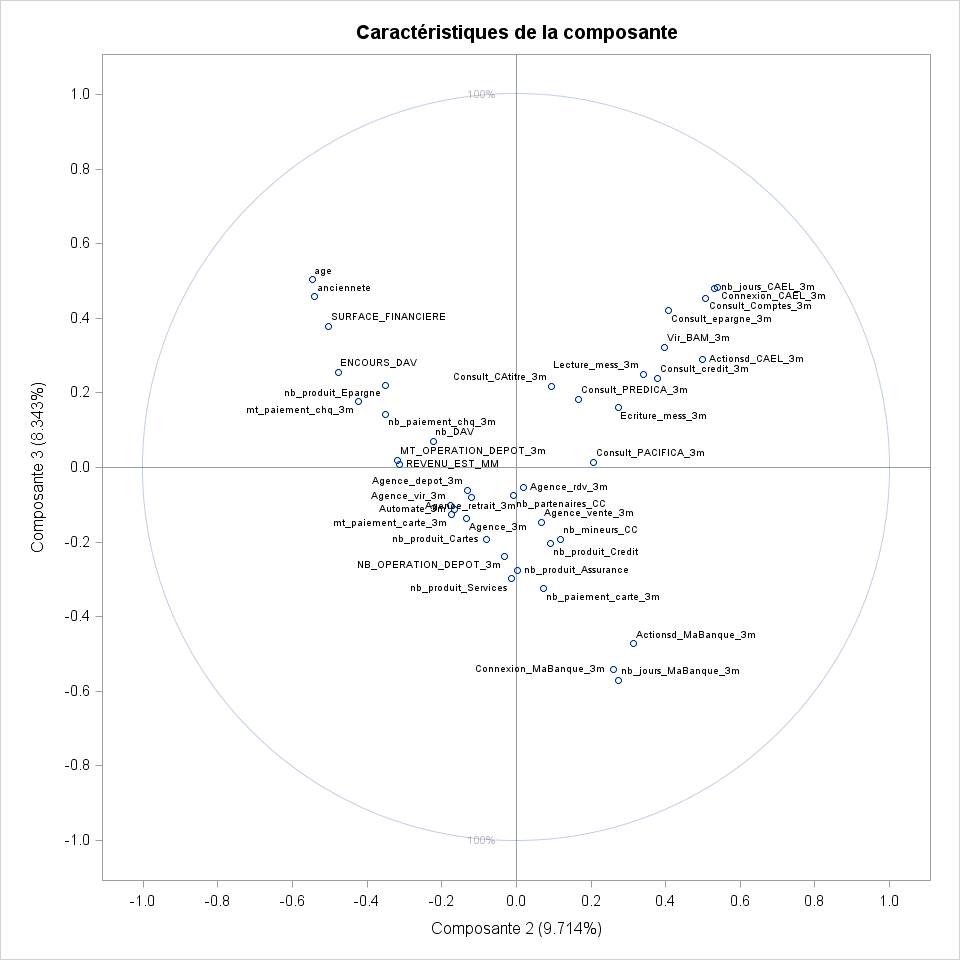 Caractéristiques de la composante
Composante 3 (8.343%)
1.0
100%
0.8
0.6
age
anciennete
nb_jours_CAEL_3m
Connexion_CAEL_3m
Consult_Comptes_3m
0.4
SURFACE_FINANCIERE
Consult_epargne_3m
Vir_BAM_3m
ENCOURS_DAV
Actionsd_CAEL_3m
Lecture_mess_3m
Consult_credit_3m
Consult_CAtitre_3m
0.2
nb_produit_Epargne
Consult_PREDICA_3m
mt_paiement_chq_3m
Ecriture_mess_3m
nb_paiement_chq_3m
nb_DAV
MT_OPERATION_DEPOT_3m
Consult_PACIFICA_3m
REVENU_EST_MM
0.0
Agence_depot_3m
Agence_rdv_3m
Agence_vir_3m
Agence_retrait_3m
nb_partenaires_CC
Automate_3m
Agence_vente_3m
mt_paiement_carte_3m
Agence_3m
nb_mineurs_CC
nb_produit_Cartes
-0.2
nb_produit_Credit
NB_OPERATION_DEPOT_3m
nb_produit_Assurance
nb_produit_Services
nb_paiement_carte_3m
-0.4
Actionsd_MaBanque_3m
Connexion_MaBanque_3m
nb_jours_MaBanque_3m
-0.6
-0.8
-1.0
100%
-1.0 -0.8 -0.6 -0.4 -0.2 0.0 0.2 0.4 0.6 0.8 1.0
Composante 2 (9.714%)